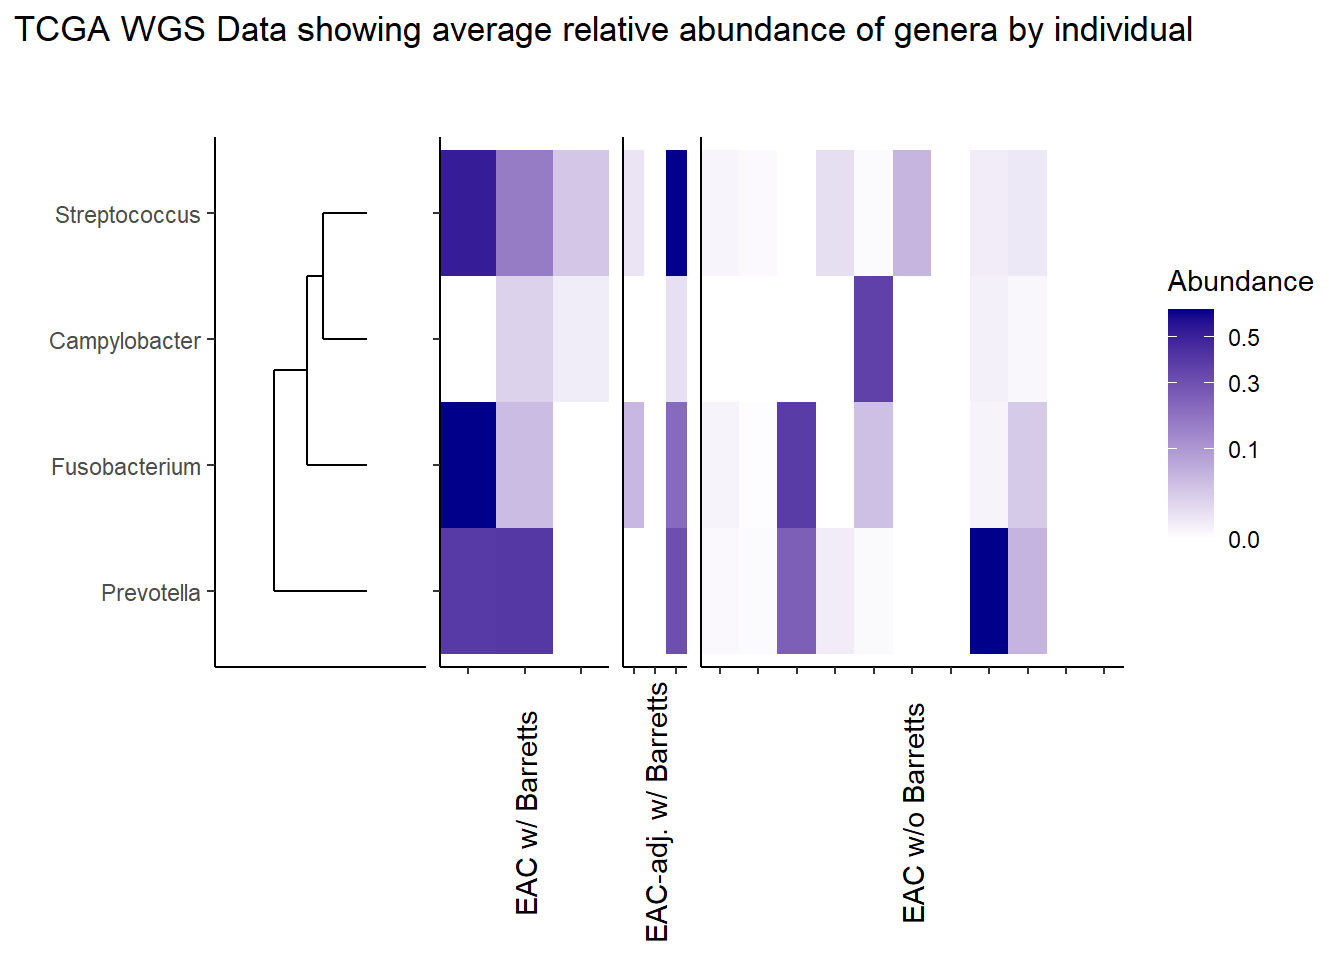 TCGA WGS Data showing average relative abundance of genera by individual
Streptococcus
Campylobacter
Fusobacterium
Prevotella
EAC w/ Barretts
EAC-adj. w/ Barretts
EAC w/o Barretts
Abundance
0.5
0.3
0.1
0.0